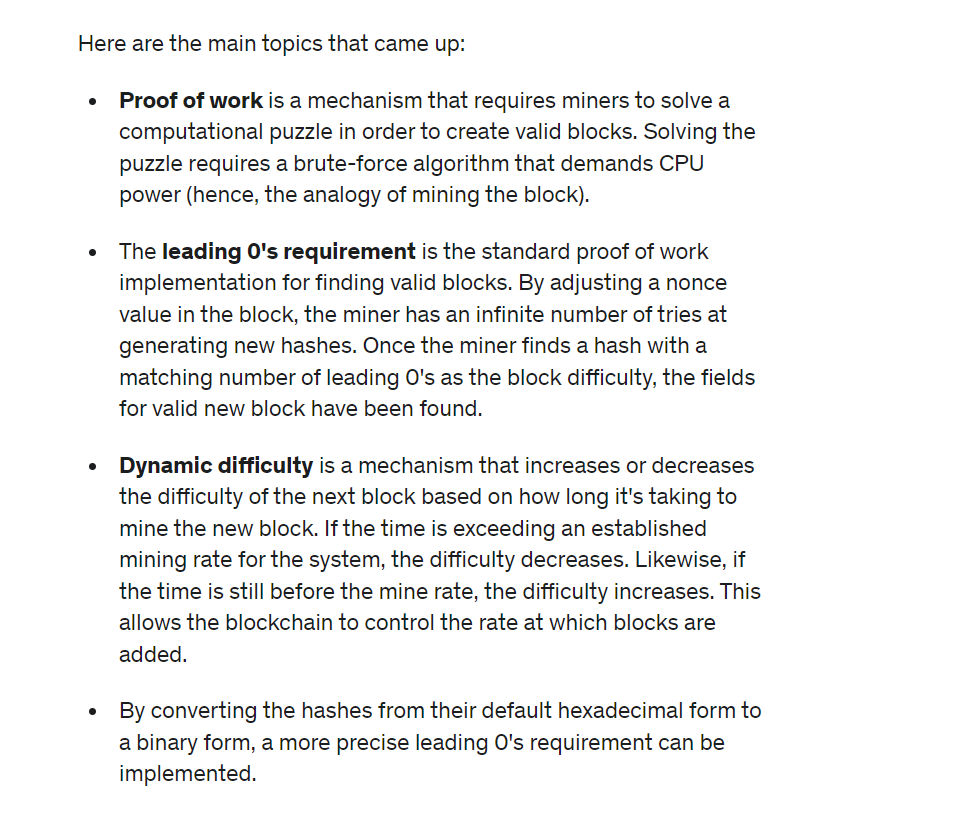 Here are the main topics that came up:
Proof of work is a mechanism that requires miners to solve a
computational puzzle in order to create valid blocks. Solving the
puzzle requires a brute-force algorithm that demands CPU
power (hence, the analogy of mining the block).
The leading 0's requirement is the standard proof of work
implementation for finding valid blocks. By adjusting a nonce
value in the block, the miner has an infinite number of tries at
generating new hashes. Once the miner finds a hash with a
matching number of leading 0's as the block difficulty, the fields
for valid new block have been found.
Dynamic difficulty is a mechanism that increases or decreases
the difficulty of the next block based on how long it's taking to
mine the new block. If the time is exceeding an established
mining rate for the system, the difficulty decreases. Likewise, if
the time is still before the mine rate, the difficulty increases. This
allows the blockchain to control the rate at which blocks are
added.
By converting the hashes from their default hexadecimal form to
a binary form, a more precise leading 0's requirement can be
implemented.